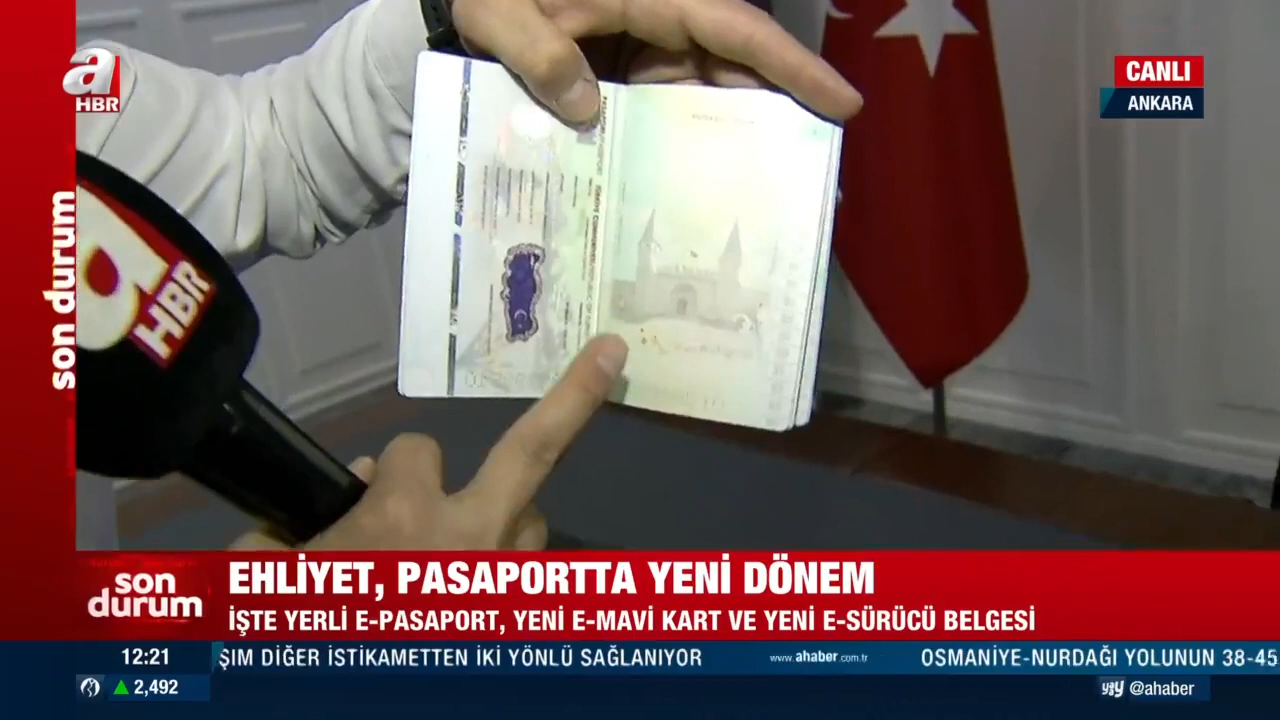 a
HBR
CANLI
ANKARA
son durum
a
HBR
son
durum
EHLİYET, PASAPORTTA YENİ DÖNEM
İŞTE YERLİ E-PASAPORT, YENİ E-MAVİ KART VE YENİ E-SÜRÜCÜ BELGESİ
12:21
ŞIM DİĞER İSTİKAMETTEN İKİ YÖNLÜ SAĞLANIYOR
www.ahaber.com.tr
OSMANİYE-NURDAĞI YOLUNUN 38-45
2,492
@ahaber